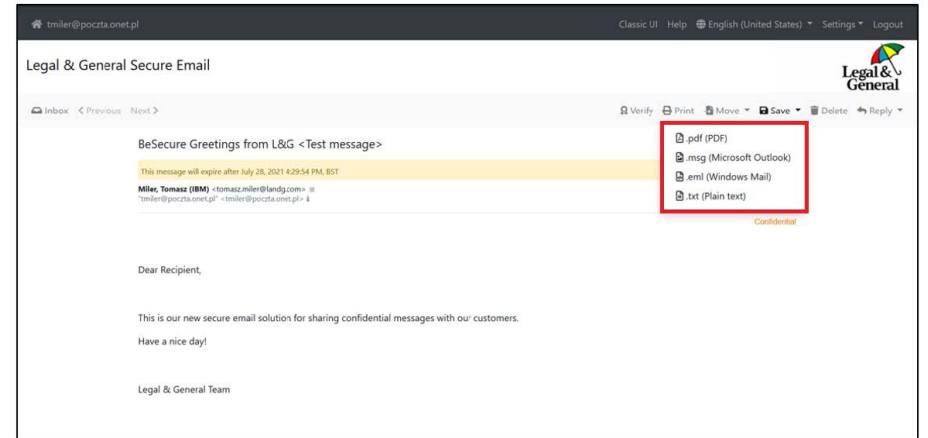 tmiler@poczta.onet.pl Classic UI Help English (United States) Settings Logout
Legal & General Secure Email
Legal &
General
Inbox Previous Next Verify Print Move Save Delete Reply
.pdf (PDF)
.msg (Microsoft Outlook)
.eml (Windows Mail)
.txt (Plain text)
BeSecure Greetings from L&G <Test message>
This message will expire after July 28, 2021 4:29:54 PM, BST
Miler, Tomasz (IBM) <tomasz.miler@landg.com>
"tmiler@poczta.onet.pl" <tmiler@poczta.onet.pl>
Confidential
Dear Recipient,
This is our new secure email solution for sharing confidential messages with our customers.
Have a nice day!
Legal & General Team